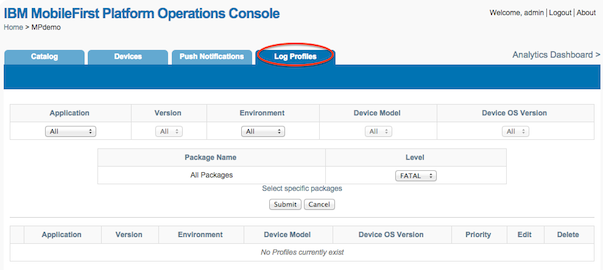 IBM MobileFirst Platform Operations Console
Welcome, admin | Logout | About
Home > MPdemo
Catalog Devices Push Notifications Log Profiles Analytics Dashboard >
Application Version Environment Device Model Device OS Version
All All All All All
Package Name Level
All Packages FATAL
Select specific packages
Submit Cancel
Application Version Environment Device Model Device OS Version Priority Edit Delete
No Profiles currently exist